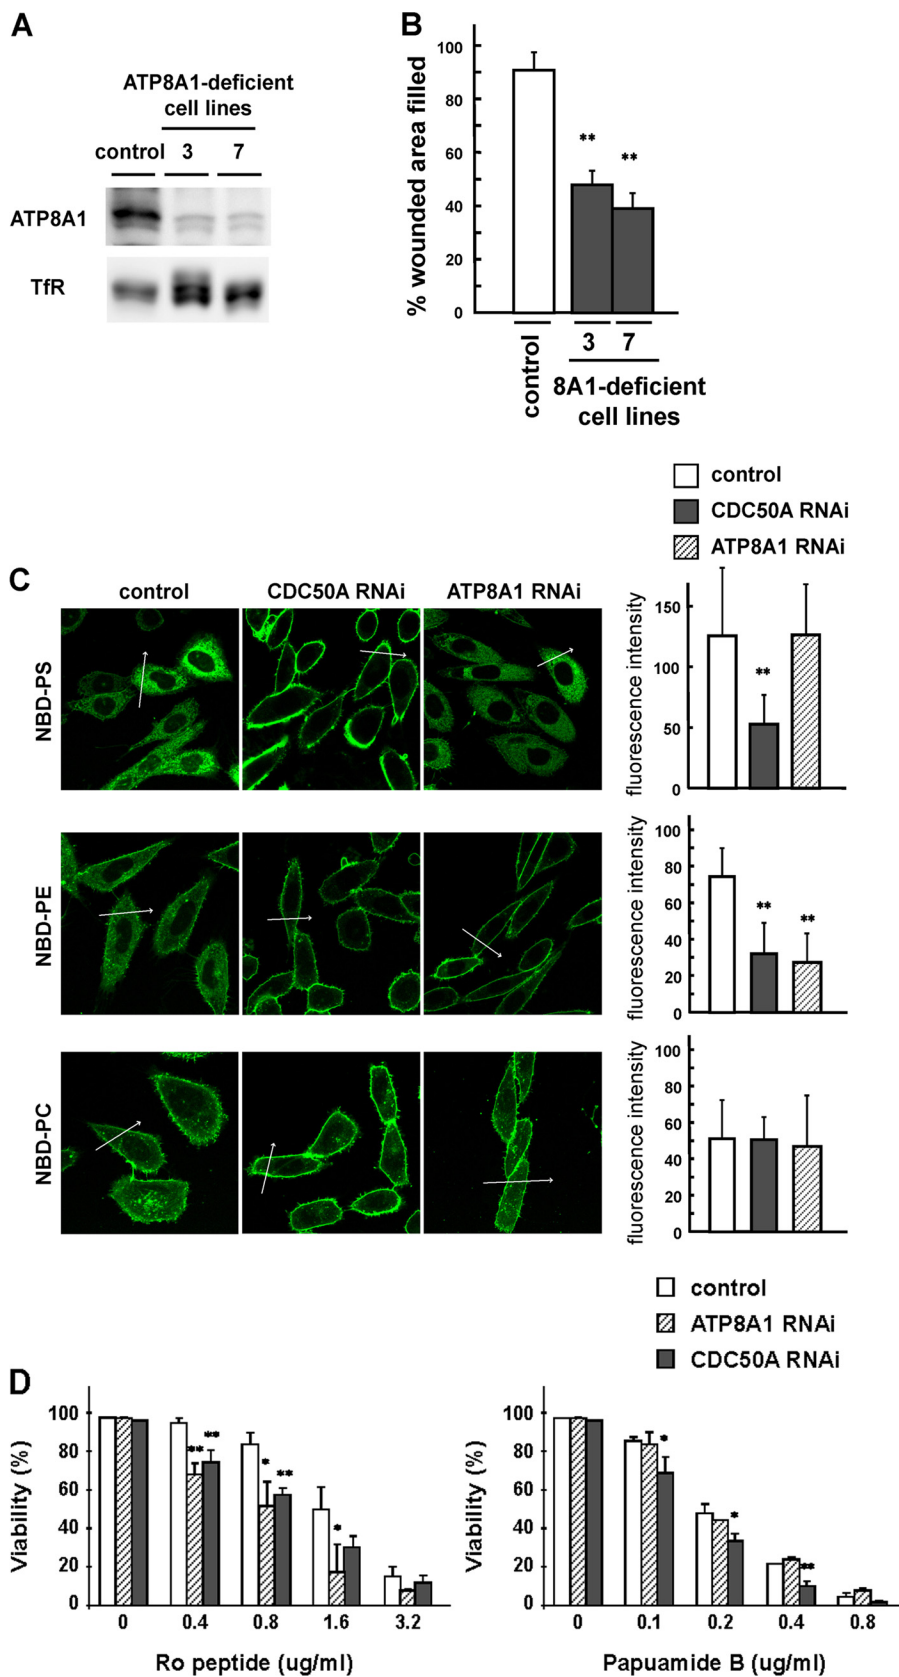 A
ATP8A1-deficient
cell lines
control 3 7
ATP8A1
TfR
B
% wounded area filled
100
80
60
40
20
0
** **
control
3 7
8A1-deficient
cell lines
control
CDC50A RNAi
ATP8A1 RNAi
C
control CDC50A RNAi ATP8A1 RNAi
NBD-PS
fluorescence intensity
150
100
50
0
**
NBD-PE
fluorescence intensity
100
80
60
40
20
0
** **
NBD-PC
fluorescence intensity
100
80
60
40
20
0
control
ATP8A1 RNAi
CDC50A RNAi
D
Viability (%)
100
80
60
40
20
0
** ** * ** *
0 0.4 0.8 1.6 3.2
Ro peptide (ug/ml)
Viability (%)
100
80
60
40
20
0
* * **
0 0.1 0.2 0.4 0.8
Papuamide B (ug/ml)